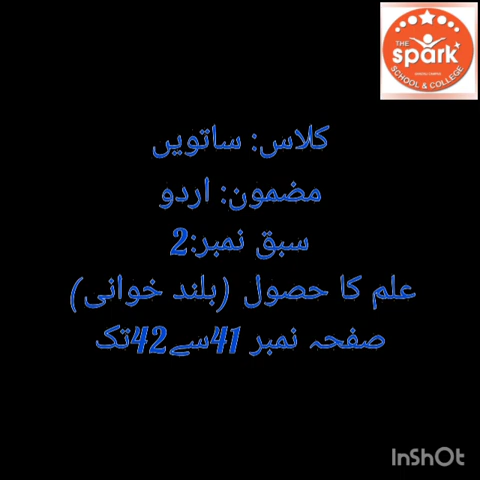 THE
spark
SCHOOL & COLLEGE
کلاس: ساتویں
مضمون: اردو
سبق نمبر:2
علم کا حصول (بلند خوانی)
صفحہ نمبر 41سے42تک
InShOt